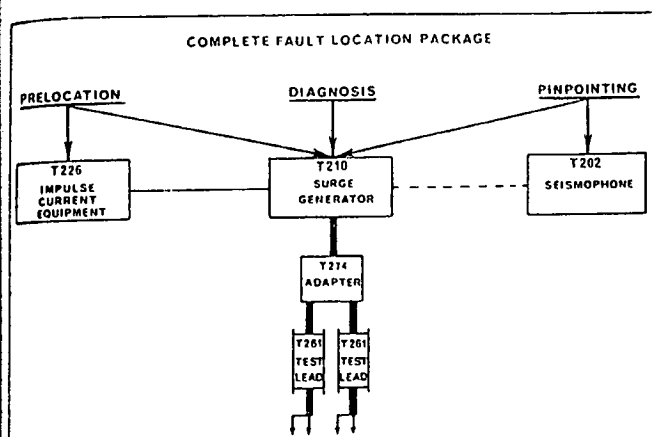 COMPLETE FAULT LOCATION PACKAGE
PRELOCATION
DIAGNOSIS
PINPOINTING
T226
IMPULSE
CURRENT
EQUIPMENT
T210
SURGE
GENERATOR
T202
SEISMOPHONE
T274
ADAPTER
T261
TEST
LEAD
T261
TEST
LEAD